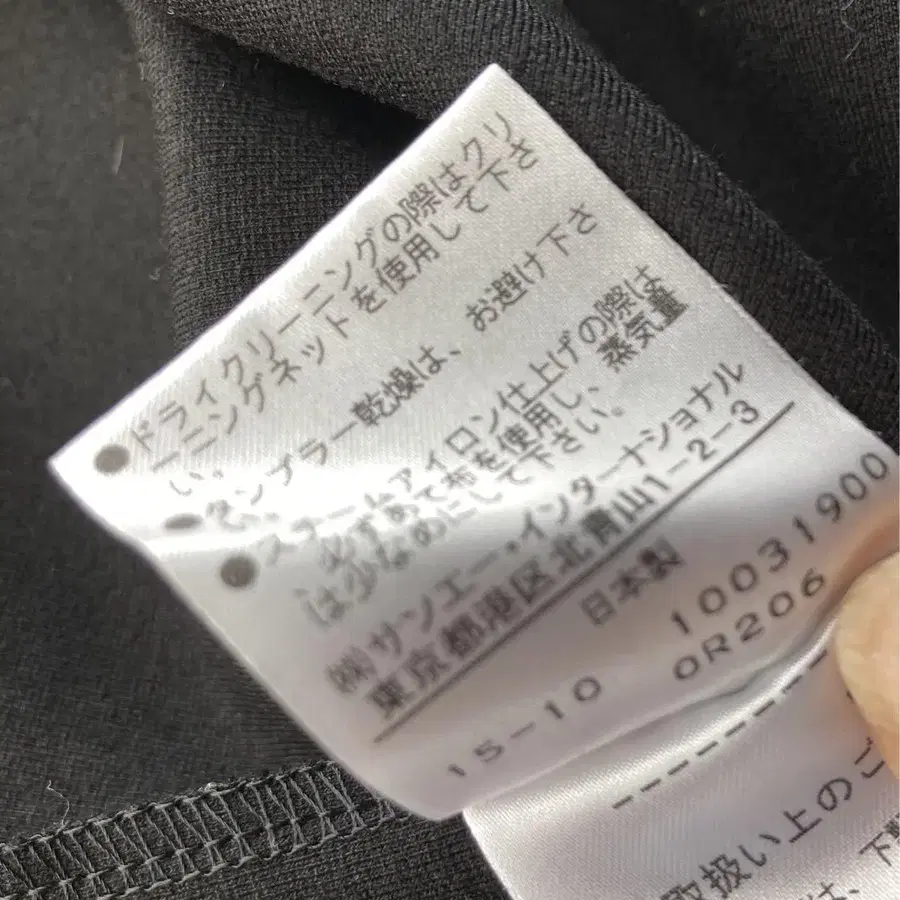 ●ドライクリーニングの際はクリ
ーニングネットを使用して下さ
い。
●タンブラー乾燥は、お避け下さ
い。
●スチームアイロン仕上げの際は
必ずあて布を使用し、蒸気量
は少なめにして下さい。
㈱サンエー・インターナショナル
東京都港区北青山1-2-3
日本製
10031900
15-10 0R206
取扱い上のご
は、下